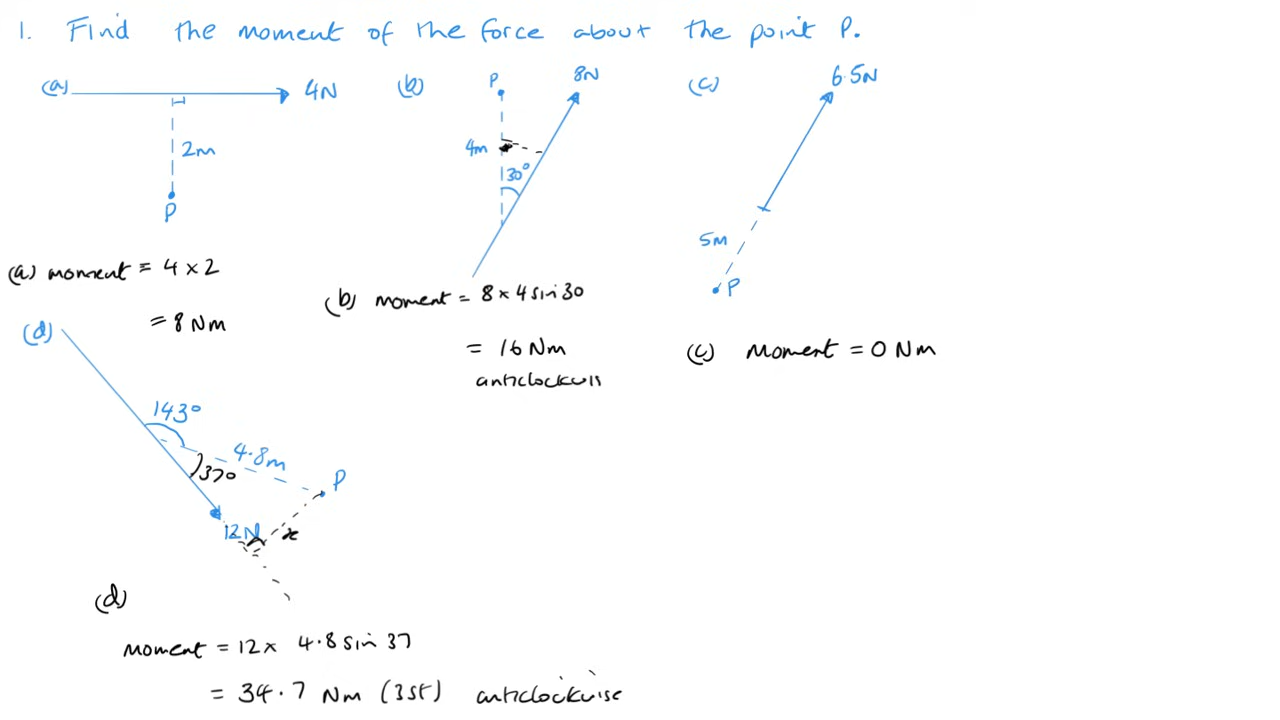 1. Find the moment of the force about the point P.
(a) 4N
2m
P
(b) P 8N
4m
30°
(c) 6.5N
5m
P
(a) moment = 4 × 2
= 8 Nm
(b) moment = 8 × 4 sin 30
= 16 Nm
anticlockwis
(c) Moment = 0 Nm
(d)
143°
4.8m
37°
P
12N
x
(d)
moment = 12 × 4.8 sin 37
= 34.7 Nm (3sf) anticlockwise